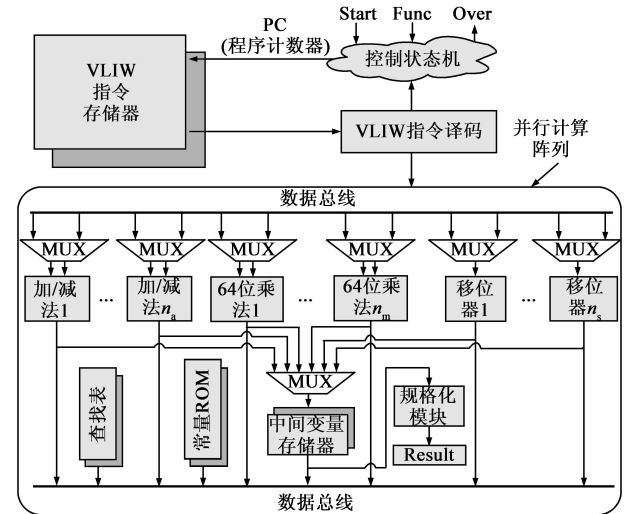 Start Func Over
PC
(程序计数器)
控制状态机
VLIW
指令
存储器
VLIW指令译码
并行计算
阵列
数据总线
MUX MUX MUX MUX MUX MUX
加/减
法1
...
加/减
法na
64位乘
法1
...
64位乘
法nm
移位
器1
...
移位
器ns
MUX
查找表
常量ROM
中间变量
存储器
规格化
模块
Result
数据总线